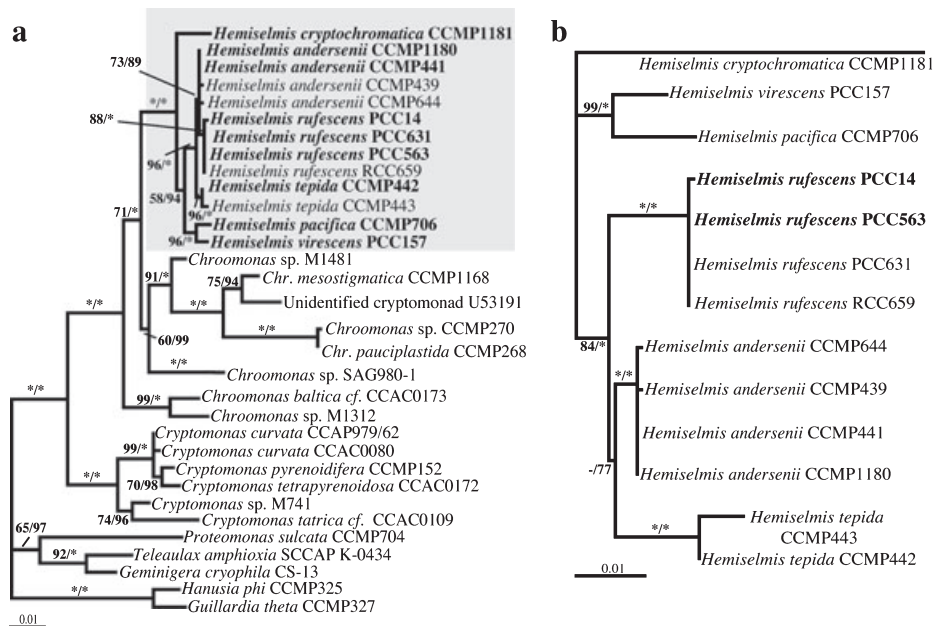 a
Hemiselmis cryptochromatica CCMP1181
Hemiselmis andersenii CCMP1180
73/89
Hemiselmis andersenii CCMP441
Hemiselmis andersenii CCMP439
*/*
Hemiselmis andersenii CCMP644
88/*
Hemiselmis rufescens PCC14
Hemiselmis rufescens PCC631
Hemiselmis rufescens PCC563
96/*
Hemiselmis rufescens RCC659
Hemiselmis tepida CCMP442
58/94
Hemiselmis tepida CCMP443
96/*
71/*
Hemiselmis pacifica CCMP706
96/*
Hemiselmis virescens PCC157
Chroomonas sp. M1481
91/*
75/94
Chr. mesostigmatica CCMP1168
*/*
*/*
Unidentified cryptomonad U53191
*/*
Chroomonas sp. CCMP270
60/99
Chr. pauciplastida CCMP268
*/*
Chroomonas sp. SAG980-1
*/*
99/*
Chroomonas baltica cf. CCAC0173
Chroomonas sp. M1312
Cryptomonas curvata CCAP979/62
99/*
Cryptomonas curvata CCAC0080
Cryptomonas pyrenoidifera CCMP152
*/*
70/98
Cryptomonas tetrapyrenoidosa CCAC0172
Cryptomonas sp. M741
74/96
Cryptomonas tatrica cf. CCAC0109
65/97
Proteomonas sulcata CCMP704
92/*
Teleaulax amphioxia SCCAP K-0434
Geminigera cryophila CS-13
*/*
Hanusia phi CCMP325
Guillardia theta CCMP327
0.01
b
Hemiselmis cryptochromatica CCMP1181
99/*
Hemiselmis virescens PCC157
Hemiselmis pacifica CCMP706
Hemiselmis rufescens PCC14
*/*
Hemiselmis rufescens PCC563
Hemiselmis rufescens PCC631
Hemiselmis rufescens RCC659
84/*
Hemiselmis andersenii CCMP644
*/*
Hemiselmis andersenii CCMP439
Hemiselmis andersenii CCMP441
-/77
Hemiselmis andersenii CCMP1180
*/*
Hemiselmis tepida
CCMP443
Hemiselmis tepida CCMP442
0.01